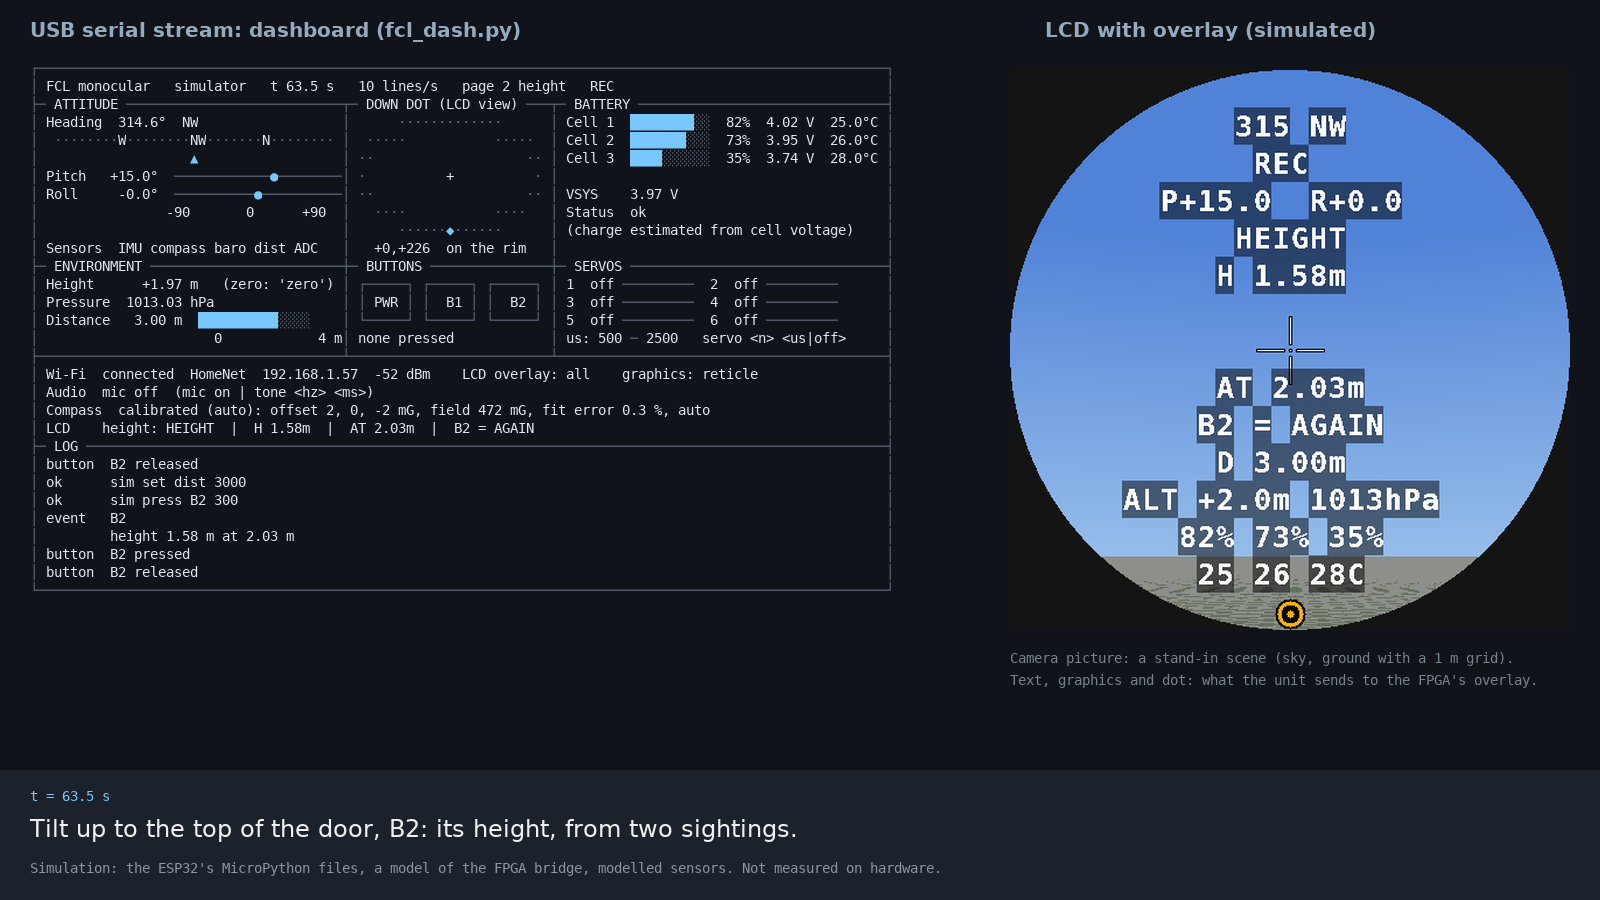 USB serial stream: dashboard (fcl_dash.py)
LCD with overlay (simulated)
FCL monocular simulator t 63.5 s 10 lines/s page 2 height REC
ATTITUDE
Heading 314.6° NW
W NW N
Pitch +15.0°
Roll -0.0°
-90 0 +90
Sensors IMU compass baro dist ADC
DOWN DOT (LCD view)
+
+0,+226 on the rim
BATTERY
Cell 1 82% 4.02 V 25.0°C
Cell 2 73% 3.95 V 26.0°C
Cell 3 35% 3.74 V 28.0°C
VSYS 3.97 V
Status ok
(charge estimated from cell voltage)
ENVIRONMENT
Height +1.97 m (zero: 'zero')
Pressure 1013.03 hPa
Distance 3.00 m
0 4 m
BUTTONS
PWR B1 B2
none pressed
SERVOS
1 off 2 off
3 off 4 off
5 off 6 off
us: 500 — 2500 servo <n> <us|off>
Wi-Fi connected HomeNet 192.168.1.57 -52 dBm LCD overlay: all graphics: reticle
Audio mic off (mic on | tone <hz> <ms>)
Compass calibrated (auto): offset 2, 0, -2 mG, field 472 mG, fit error 0.3 %, auto
LCD height: HEIGHT | H 1.58m | AT 2.03m | B2 = AGAIN
LOG
button B2 released
ok sim set dist 3000
ok sim press B2 300
event B2
height 1.58 m at 2.03 m
button B2 pressed
button B2 released
315 NW
REC
P+15.0 R+0.0
HEIGHT
H 1.58m
AT 2.03m
B2 = AGAIN
D 3.00m
ALT +2.0m 1013hPa
82% 73% 35%
25 26 28C
Camera picture: a stand-in scene (sky, ground with a 1 m grid).
Text, graphics and dot: what the unit sends to the FPGA's overlay.
t = 63.5 s
Tilt up to the top of the door, B2: its height, from two sightings.
Simulation: the ESP32's MicroPython files, a model of the FPGA bridge, modelled sensors. Not measured on hardware.